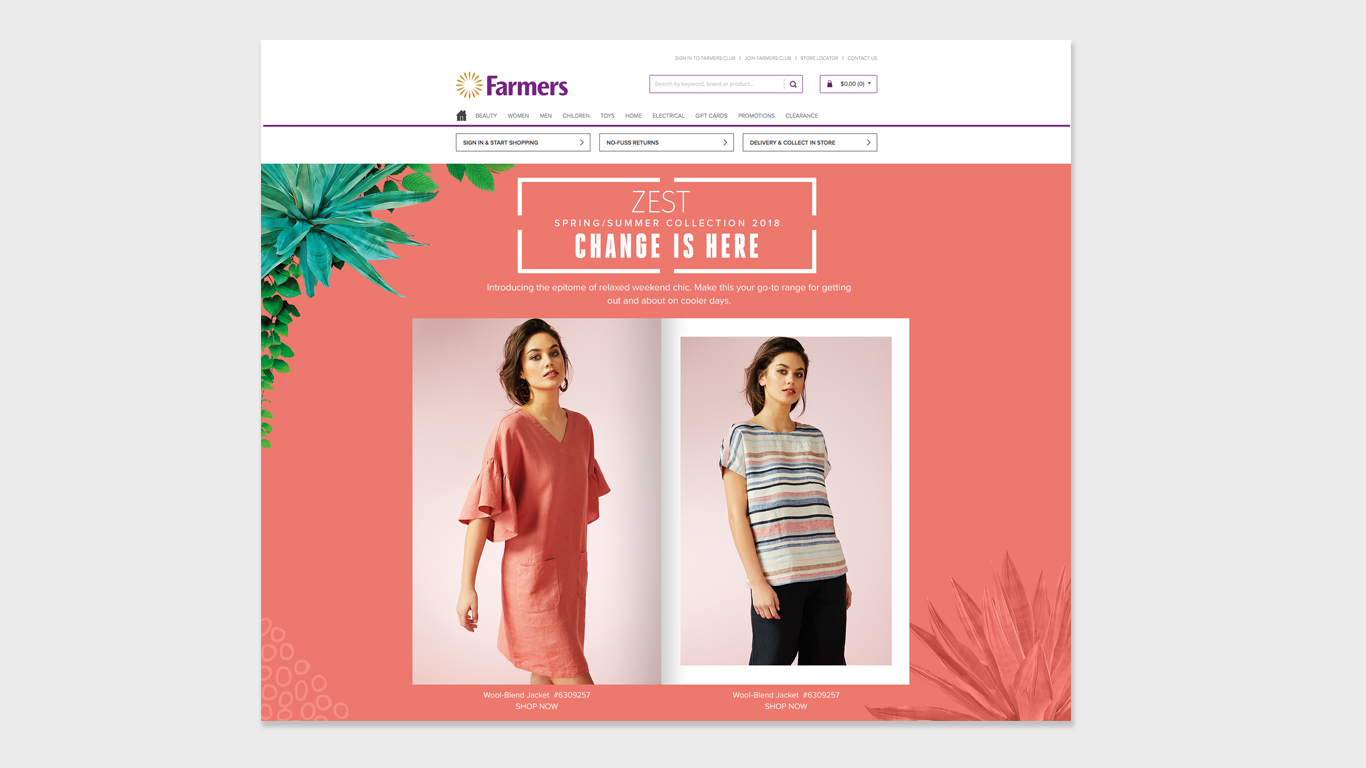 SIGN IN TO FARMERS CLUB | JOIN FARMERS CLUB | STORE LOCATOR | CONTACT US
Farmers
Search by keyword, brand or product...
$0.00 (0)
BEAUTY WOMEN MEN CHILDREN TOYS HOME ELECTRICAL GIFT CARDS PROMOTIONS CLEARANCE
SIGN IN & START SHOPPING
NO-FUSS RETURNS
DELIVERY & COLLECT IN STORE
ZEST
SPRING/SUMMER COLLECTION 2018
CHANGE IS HERE
Introducing the epitome of relaxed weekend chic. Make this your go-to range for getting
out and about on cooler days.
Wool-Blend Jacket #6309257
SHOP NOW
Wool-Blend Jacket #6309257
SHOP NOW